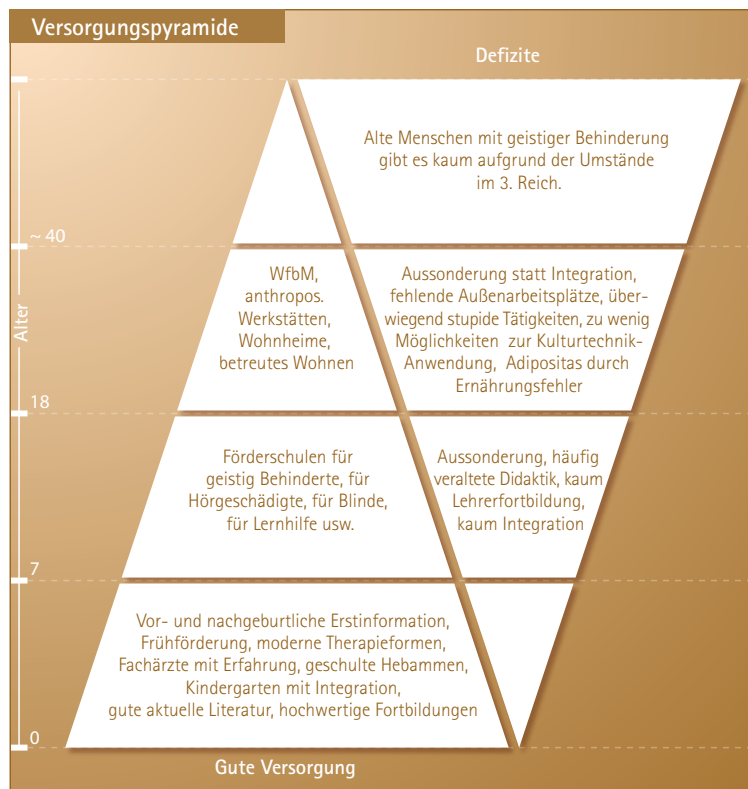 Versorgungspyramide
Defizite
Alte Menschen mit geistiger Behinderung
gibt es kaum aufgrund der Umstände
im 3. Reich.
~ 40
WfbM,
anthropos.
Werkstätten,
Wohnheime,
betreutes Wohnen
Aussonderung statt Integration,
fehlende Außenarbeitsplätze, über-
wiegend stupide Tätigkeiten, zu wenig
Möglichkeiten zur Kulturtechnik-
Anwendung, Adipositas durch
Ernährungsfehler
Alter
18
Förderschulen für
geistig Behinderte, für
Hörgeschädigte, für Blinde,
für Lernhilfe usw.
Aussonderung, häufig
veraltete Didaktik, kaum
Lehrerfortbildung,
kaum Integration
7
Vor- und nachgeburtliche Erstinformation,
Frühförderung, moderne Therapieformen,
Fachärzte mit Erfahrung, geschulte Hebammen,
Kindergarten mit Integration,
gute aktuelle Literatur, hochwertige Fortbildungen
0
Gute Versorgung